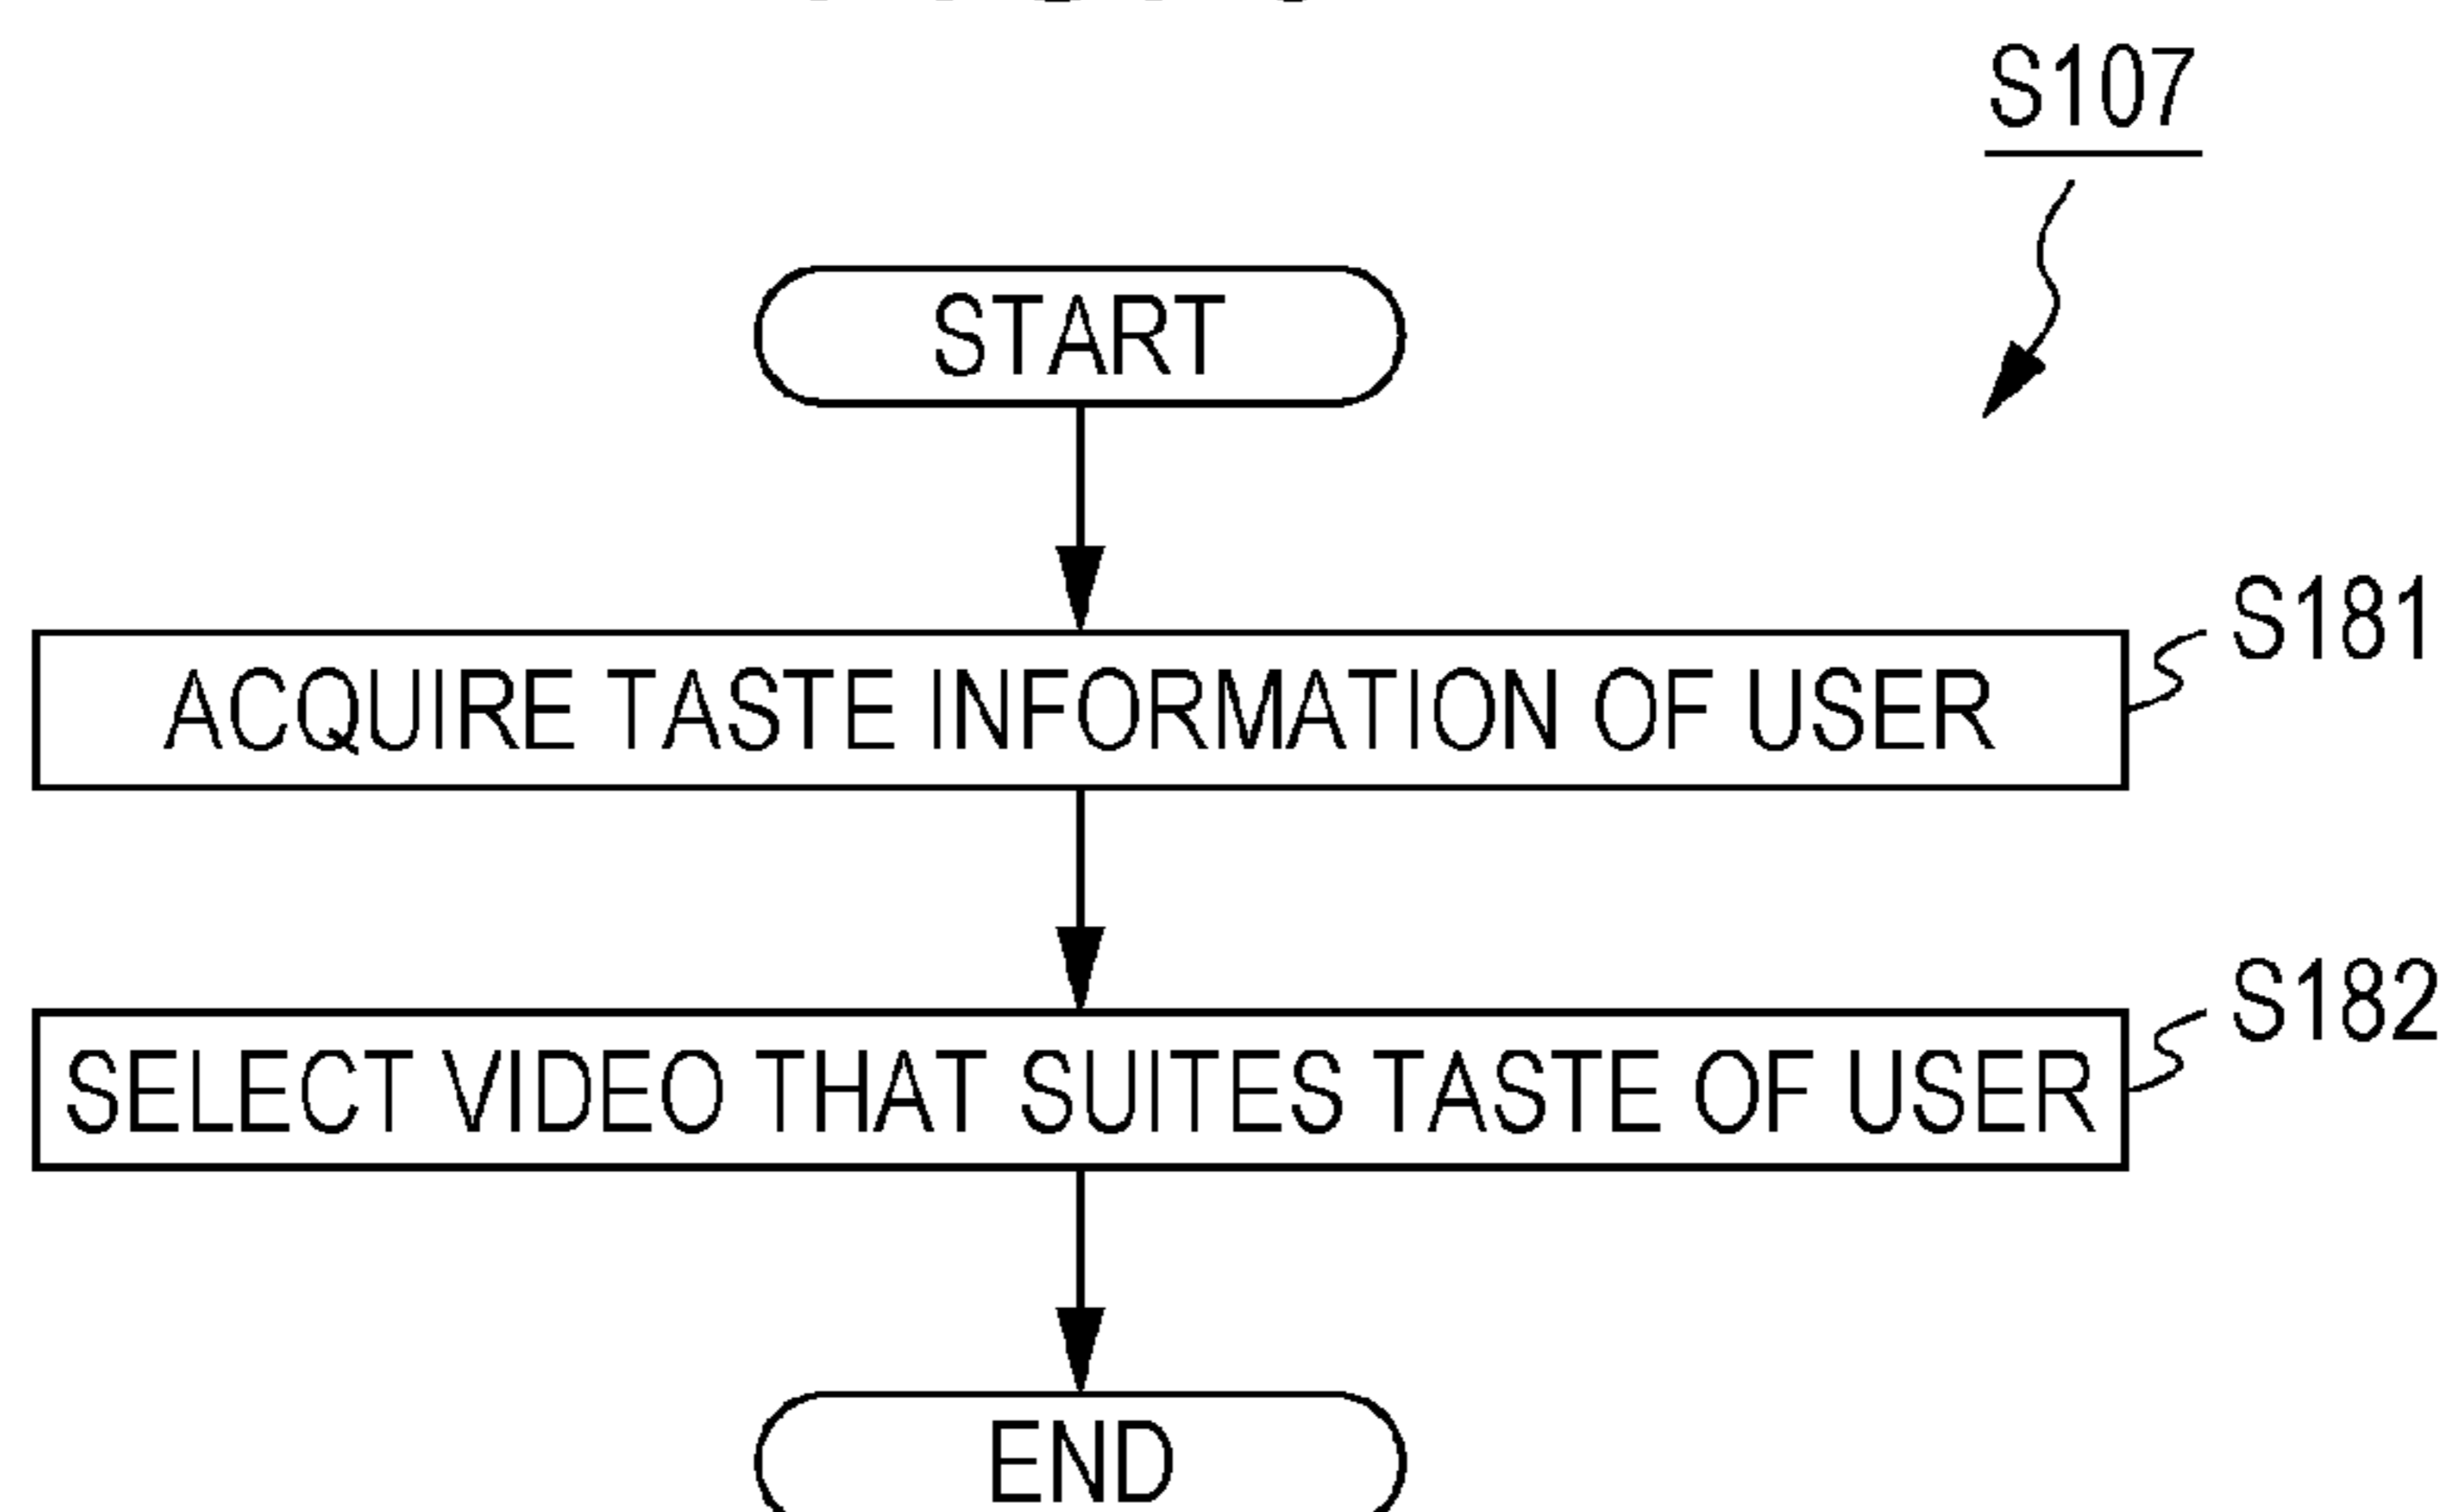 S107
START
S181
ACQUIRE TASTE INFORMATION OF USER
S182
SELECT VIDEO THAT SUITES TASTE OF USER
END